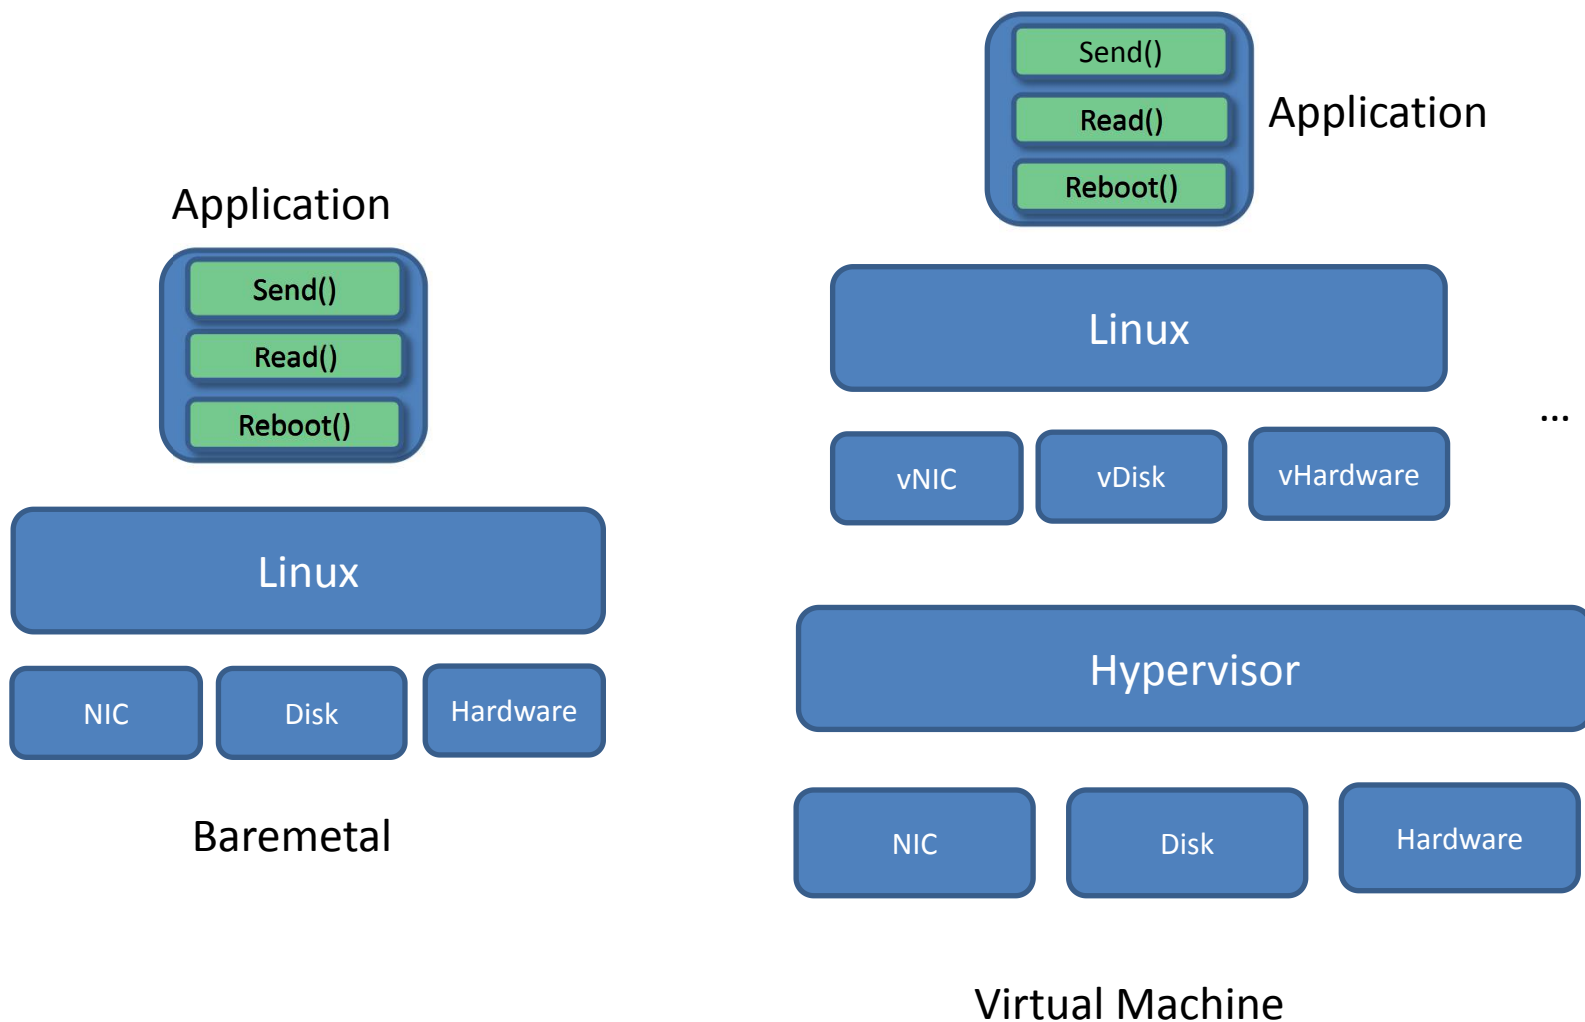 Application
Send()
Read()
Reboot()
Linux
NIC
Disk
Hardware
Baremetal
Send()
Read()
Reboot()
Application
Linux
...
vNIC
vDisk
vHardware
Hypervisor
NIC
Disk
Hardware
Virtual Machine